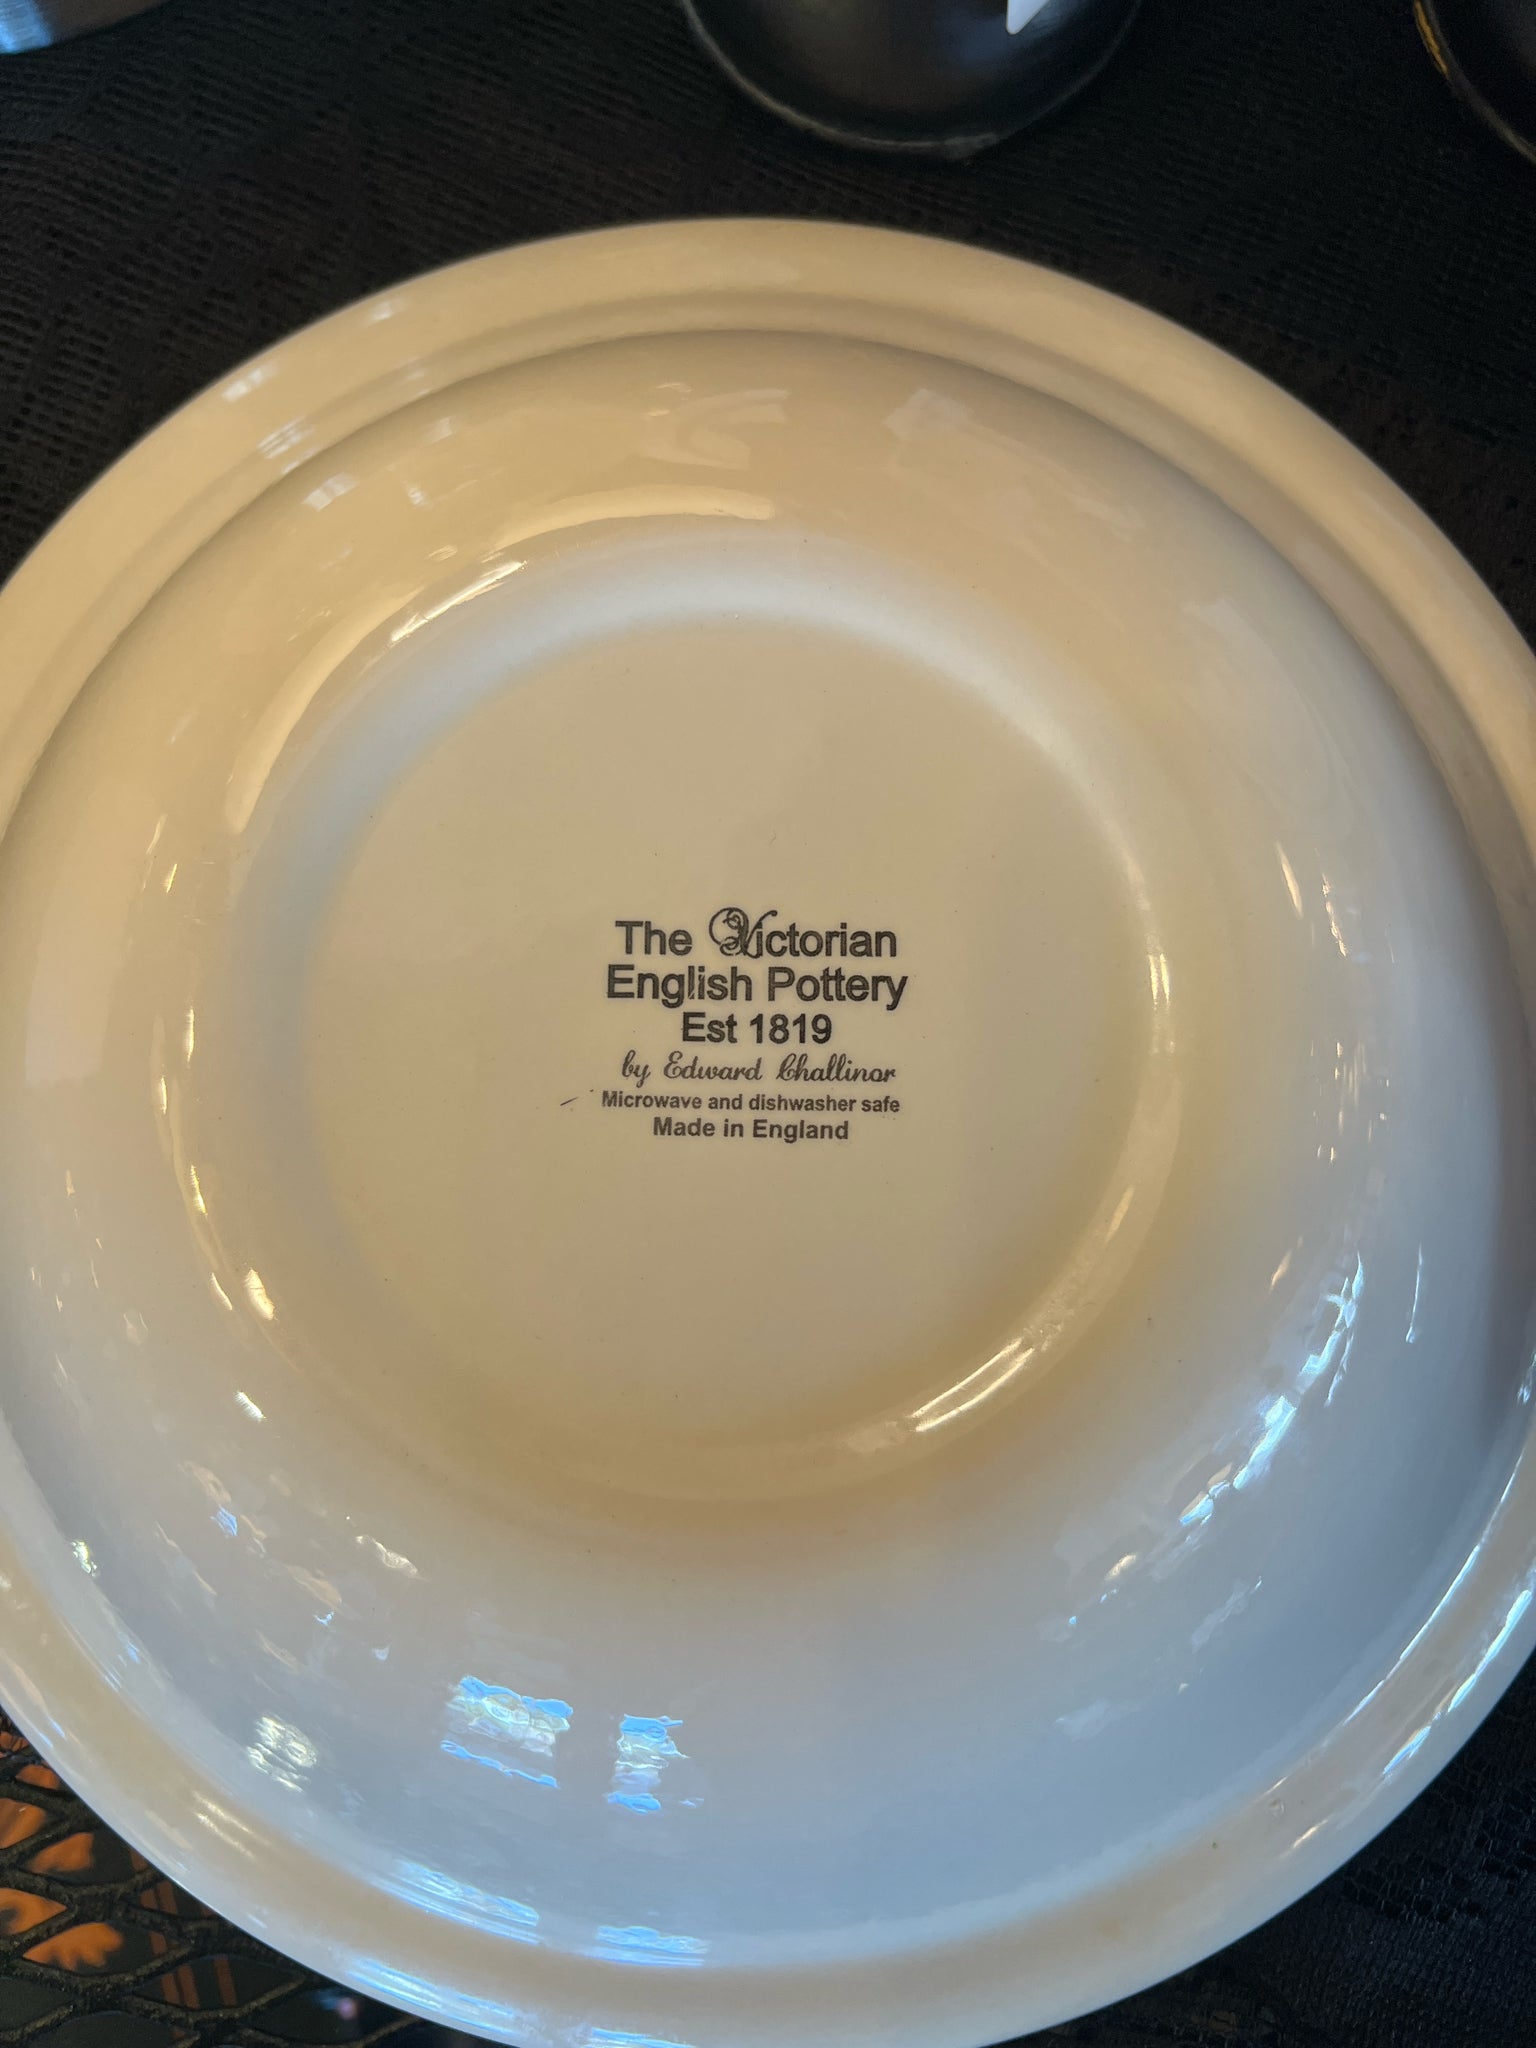 The Victorian
English Pottery
Est 1819
by Edward Challinor
Microwave and dishwasher safe
Made in England